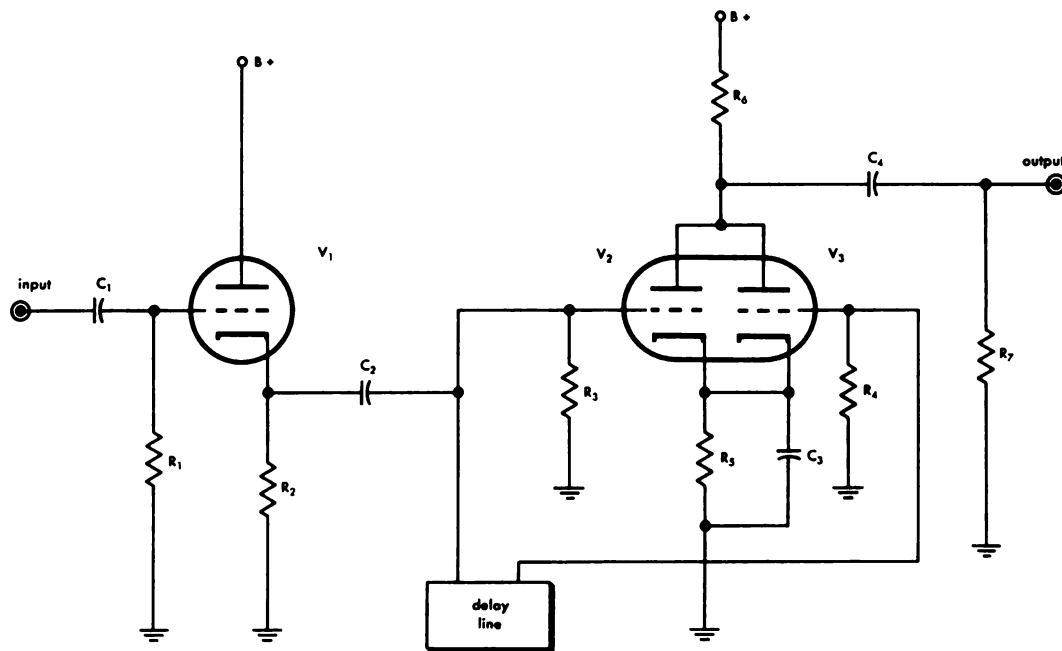 B+
B+
R₆
C₄
output
V₁
V₂
V₃
input
C₁
C₂
R₃
R₄
R₇
R₁
R₂
R₅
C₃
delay
line